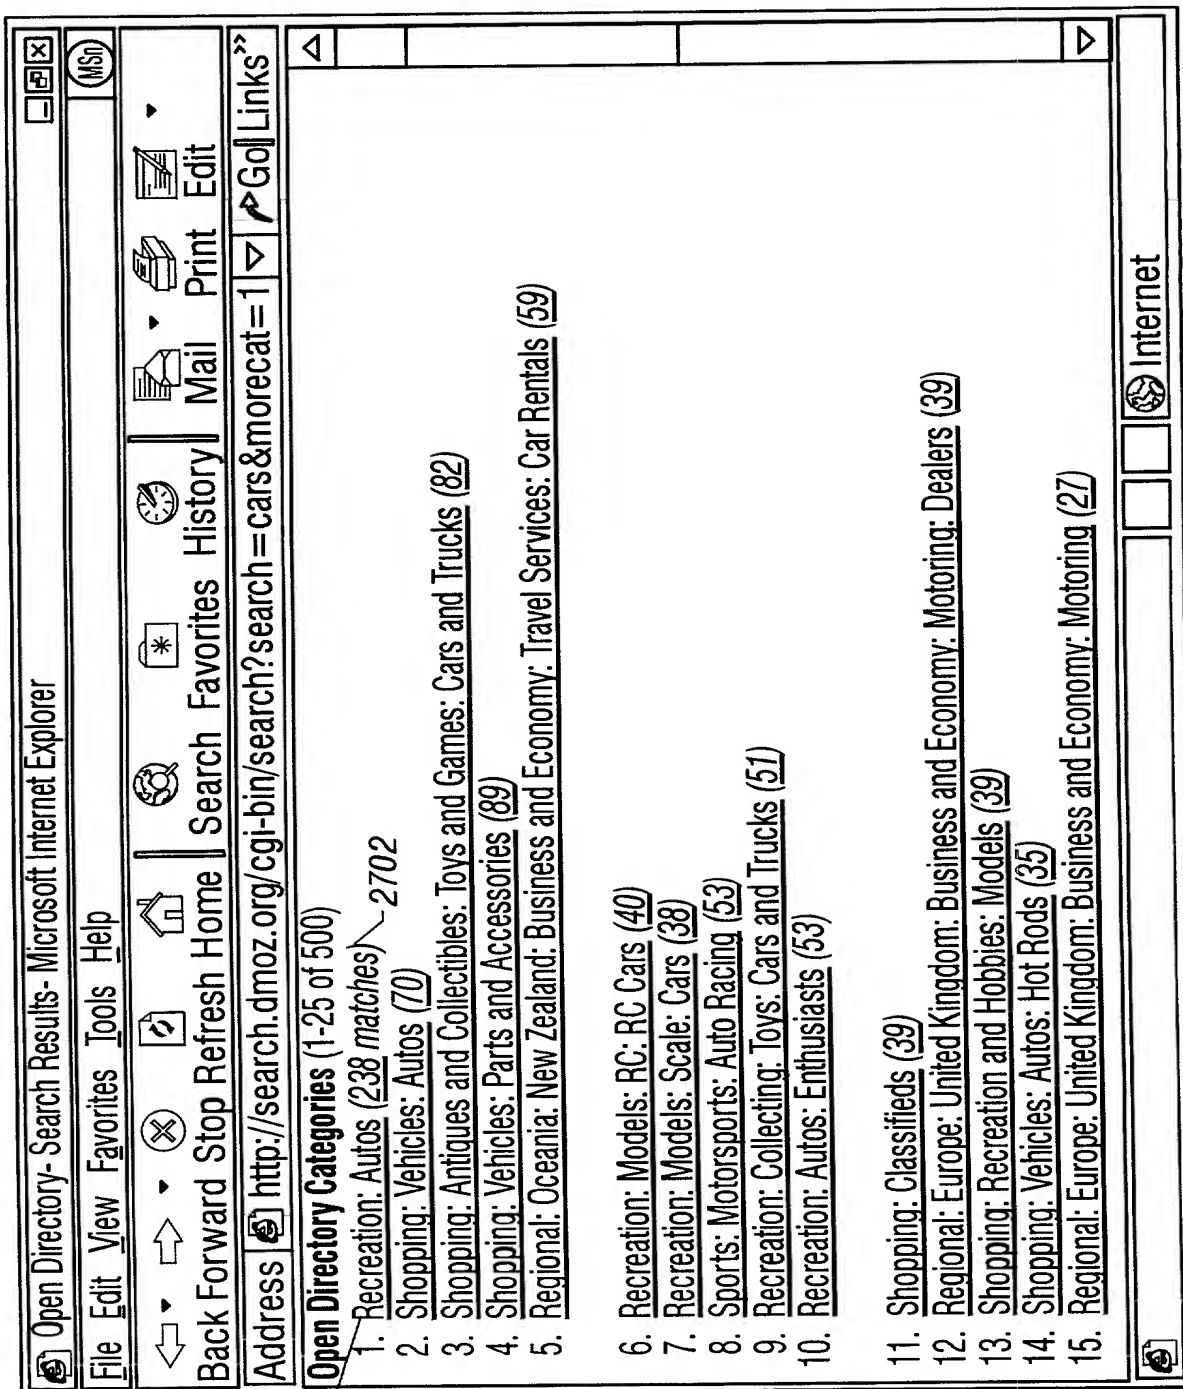 Open Directory- Search Results- Microsoft Internet Explorer
File Edit View Favorites Tools Help
MSn
Back Forward Stop Refresh Home Search Favorites History Mail Print Edit
Address http://search.dmoz.org/cgi-bin/search?search=cars&morecat=1 Go Links»
Open Directory Categories (1-25 of 500)
1. Recreation: Autos (238 matches) 2702
2. Shopping: Vehicles: Autos (70)
3. Shopping: Antiques and Collectibles: Toys and Games: Cars and Trucks (82)
4. Shopping: Vehicles: Parts and Accessories (89)
5. Regional: Oceania: New Zealand: Business and Economy: Travel Services: Car Rentals (59)
6. Recreation: Models: RC: RC Cars (40)
7. Recreation: Models: Scale: Cars (38)
8. Sports: Motorsports: Auto Racing (53)
9. Recreation: Collecting: Toys: Cars and Trucks (51)
10. Recreation: Autos: Enthusiasts (53)
11. Shopping: Classifieds (39)
12. Regional: Europe: United Kingdom: Business and Economy: Motoring: Dealers (39)
13. Shopping: Recreation and Hobbies: Models (39)
14. Shopping: Vehicles: Autos: Hot Rods (35)
15. Regional: Europe: United Kingdom: Business and Economy: Motoring (27)
Internet